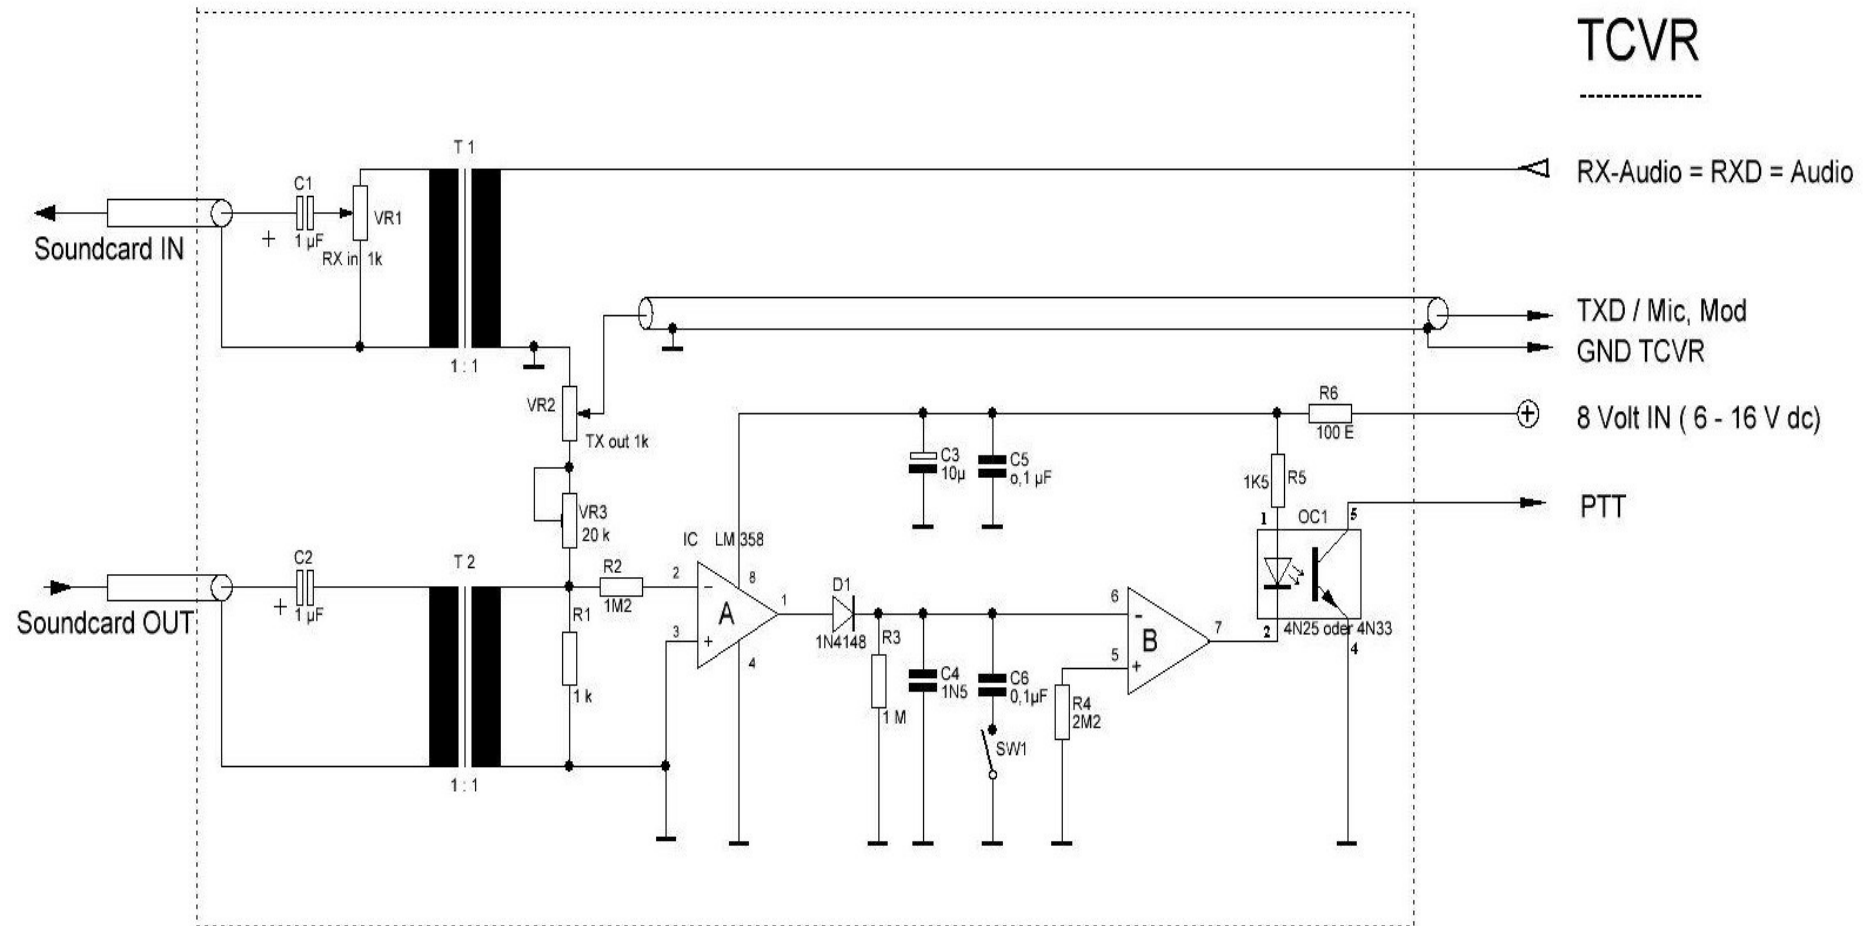 TCVR
T 1
RX-Audio = RXD = Audio
C1
VR1
+
1 µF
Soundcard IN
RX in 1k
TXD / Mic, Mod
GND TCVR
1 : 1
VR2
TX out 1k
R6
100 E
+
8 Volt IN ( 6 - 16 V dc)
C3
10µ
C5
o,1 µF
1K5
R5
PTT
VR3
20 k
IC LM 358
1
OC1
5
C2
+
1 µF
T 2
R2
1M2
2
−
8
A
1
3
+
4
D1
1N4148
6
-
7
B
5
+
2
4N25 oder 4N33
4
Soundcard OUT
R1
1 k
R3
1 M
C4
1N5
C6
0,1µF
R4
2M2
SW1
1 : 1